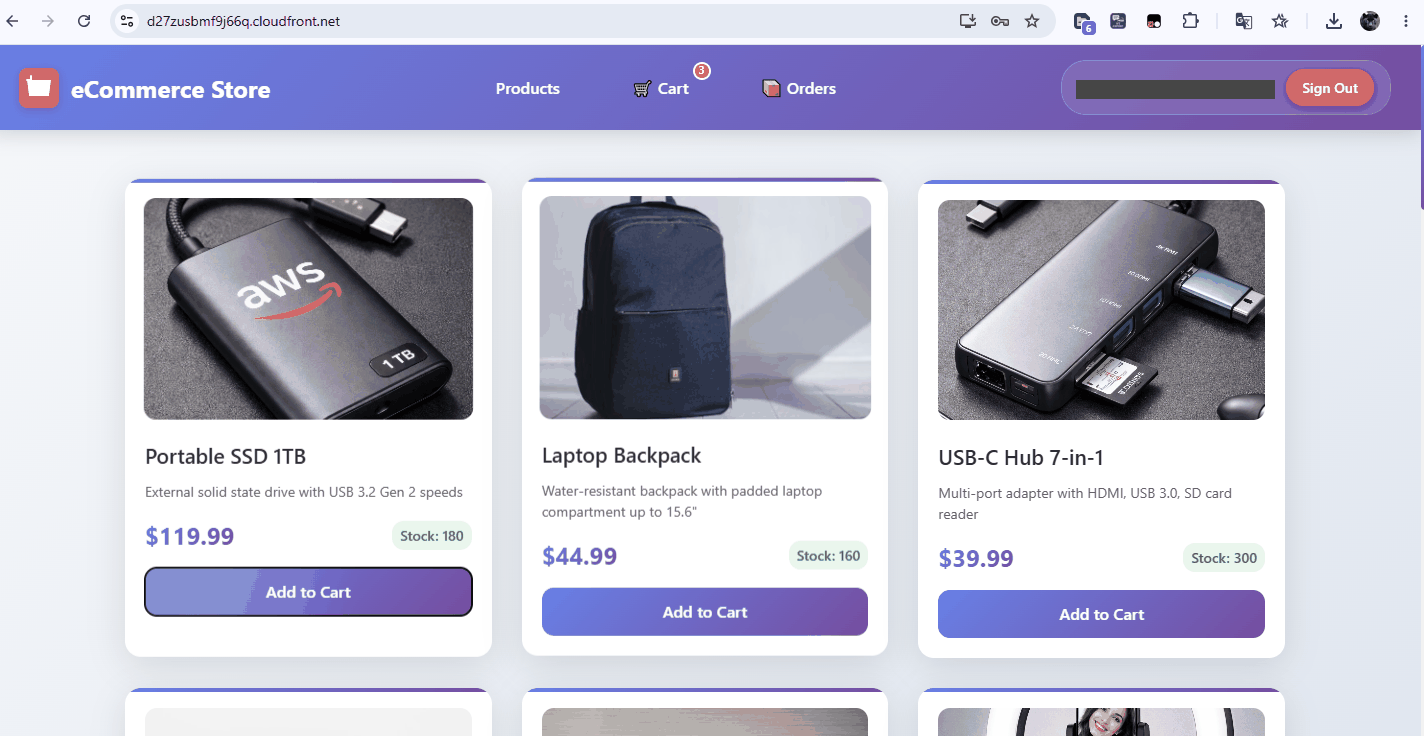 d27zusbmf9j66q.cloudfront.net
6
eCommerce Store
Products
Cart
3
Orders
Sign Out
aws
1 TB
Portable SSD 1TB
External solid state drive with USB 3.2 Gen 2 speeds
$119.99
Stock: 180
Add to Cart
Laptop Backpack
Water-resistant backpack with padded laptop
compartment up to 15.6"
$44.99
Stock: 160
Add to Cart
USB-C Hub 7-in-1
Multi-port adapter with HDMI, USB 3.0, SD card
reader
$39.99
Stock: 300
Add to Cart